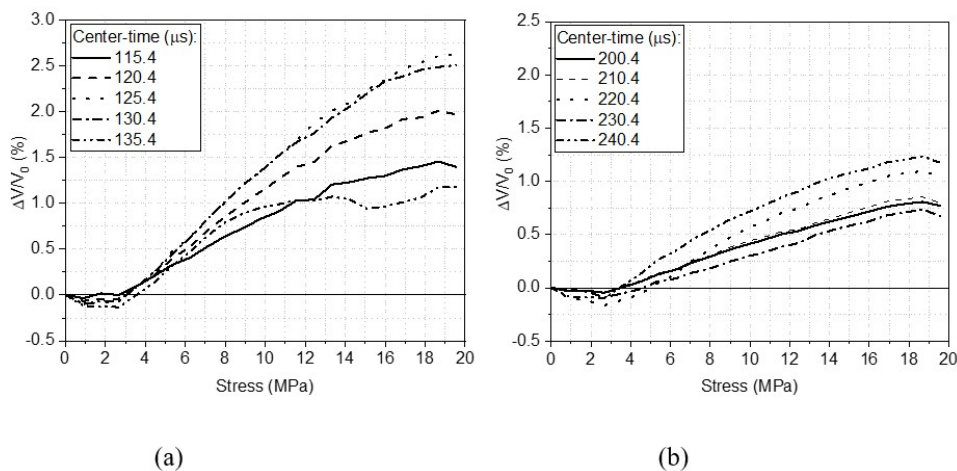 3.0
2.5
2.0
1.5
1.0
0.5
0.0
-0.5
ΔV/V₀ (%)
Center-time (μs):
115.4
120.4
125.4
130.4
135.4
0 2 4 6 8 10 12 14 16 18 20
Stress (MPa)
(a)
2.5
2.0
1.5
1.0
0.5
0.0
-0.5
ΔV/V₀ (%)
Center-time (μs):
200.4
210.4
220.4
230.4
240.4
0 2 4 6 8 10 12 14 16 18 20
Stress (MPa)
(b)